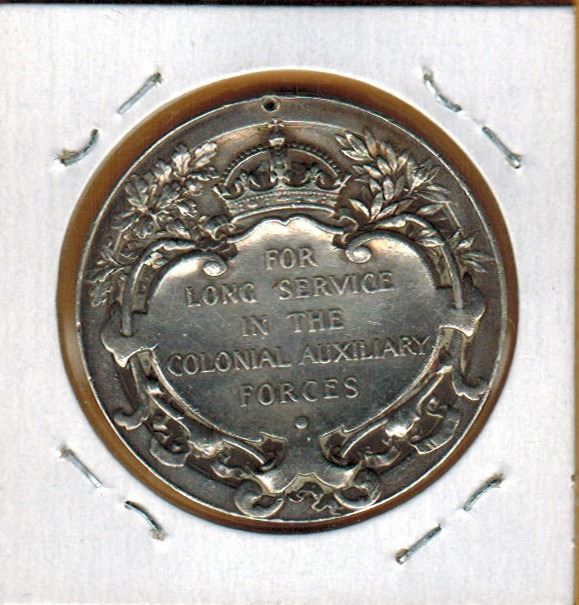 FOR
LONG SERVICE
IN THE
COLONIAL AUXILIARY
FORCES